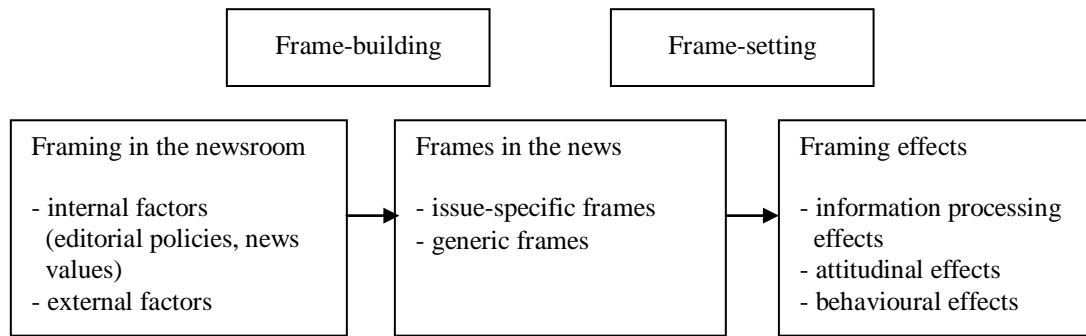 Frame-building
Frame-setting
Framing in the newsroom
- internal factors
(editorial policies, news
values)
- external factors
Frames in the news
- issue-specific frames
- generic frames
Framing effects
- information processing
effects
- attitudinal effects
- behavioural effects